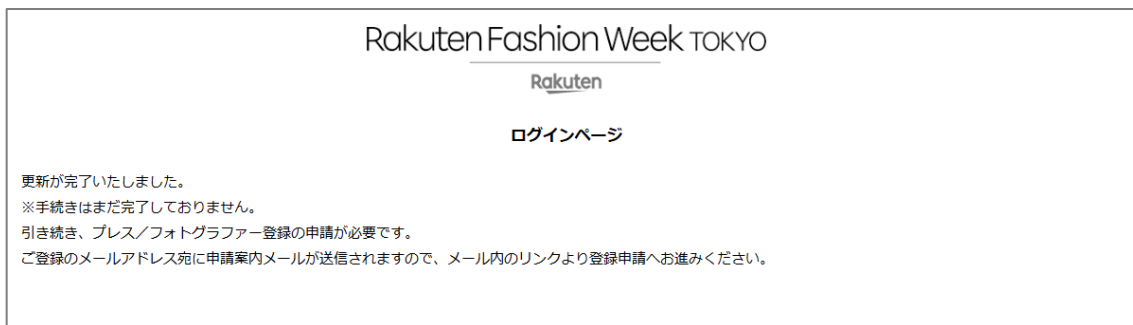 Rakuten Fashion Week TOKYO
Rakuten
ログインページ
更新が完了いたしました。
※手続きはまだ完了しておりません。
引き続き、プレス／フォトグラファー登録の申請が必要です。
ご登録のメールアドレス宛に申請案内メールが送信されますので、メール内のリンクより登録申請へお進みください。